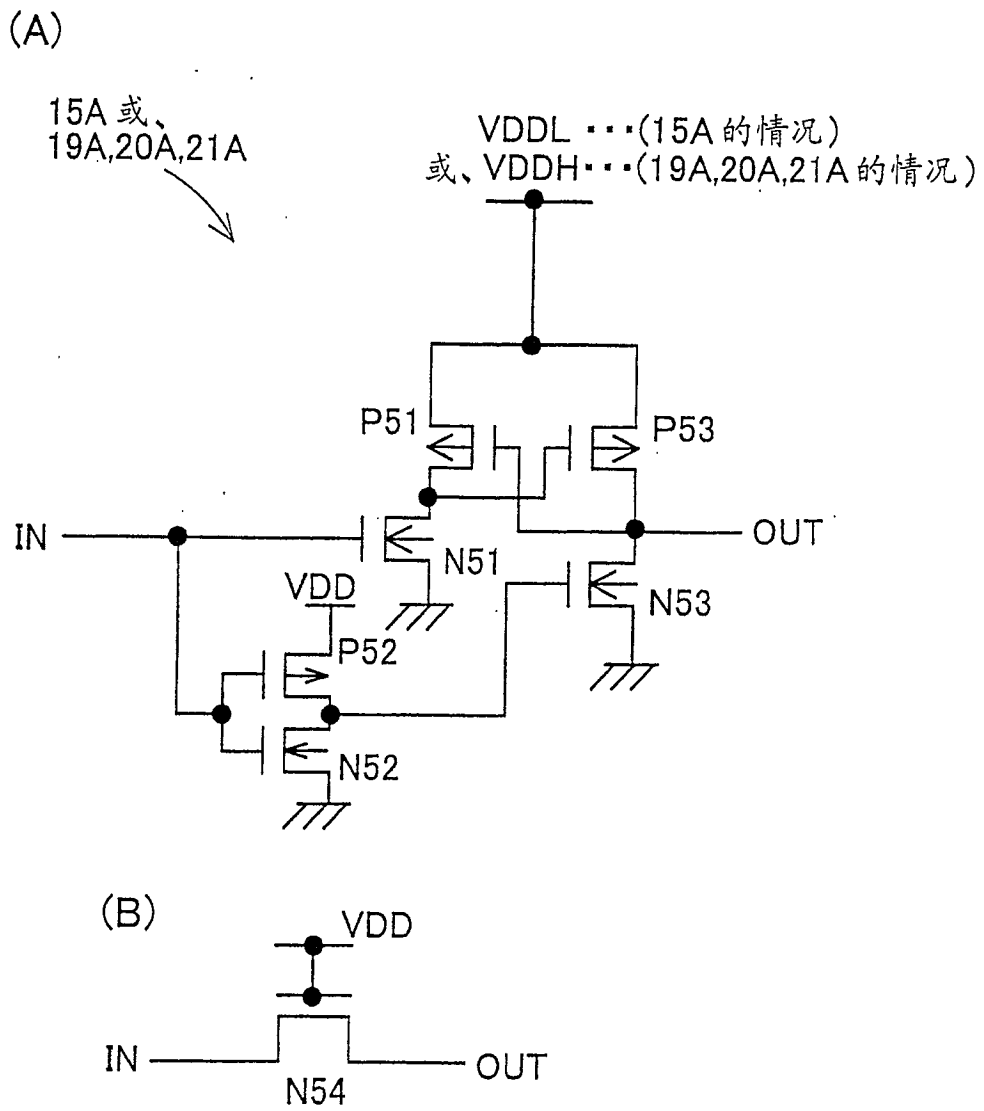 (A)
15A 或、
19A,20A,21A
VDDL ···(15A 的情况)
或、VDDH···(19A,20A,21A 的情况)
P51
P53
IN
OUT
N51
VDD
N53
P52
N52
(B)
VDD
IN
OUT
N54